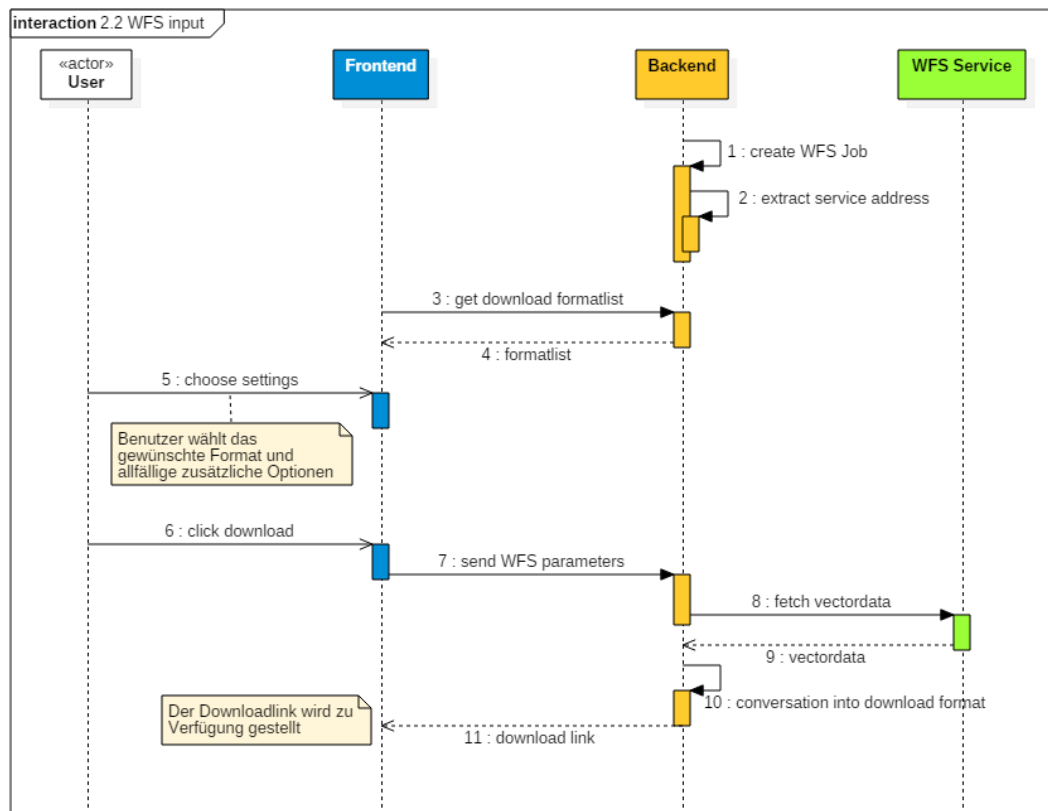 interaction 2.2 WFS input
«actor»
User
Frontend
Backend
WFS Service
1 : create WFS Job
2 : extract service address
3 : get download formatlist
4 : formatlist
5 : choose settings
Benutzer wählt das
gewünschte Format und
allfällige zusätzliche Optionen
6 : click download
7 : send WFS parameters
8 : fetch vectordata
9 : vectordata
10 : conversation into download format
Der Downloadlink wird zu
Verfügung gestellt
11 : download link